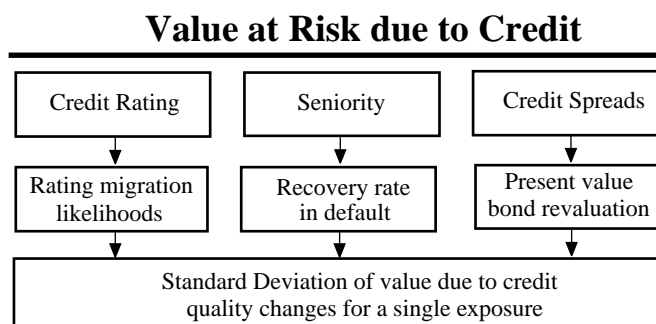 Value at Risk due to Credit
Credit Rating
Seniority
Credit Spreads
Rating migration
likelihoods
Recovery rate
in default
Present value
bond revaluation
Standard Deviation of value due to credit
quality changes for a single exposure